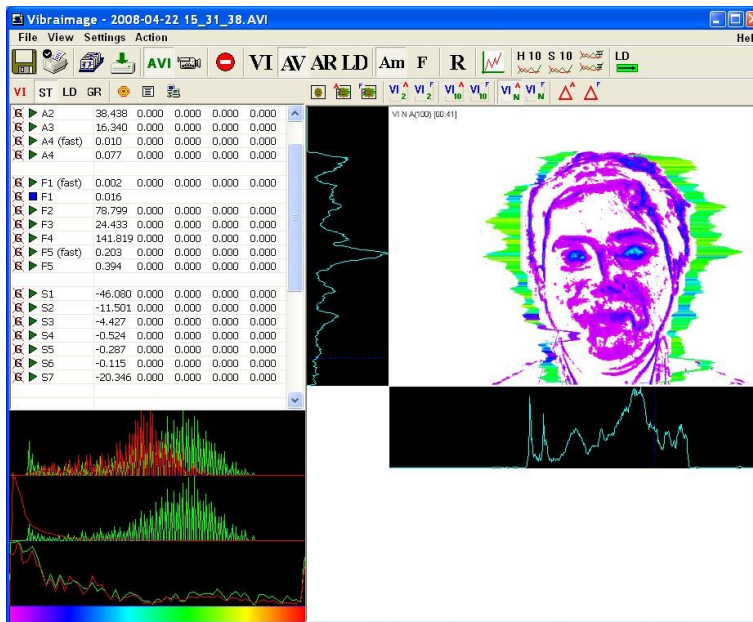 Vibraimage - 2008-04-22 15_31_38.AVI
File View Settings Action Hel
AVI VI AV AR LD Am F R H 10 S 10 LD
VI ST LD GR VI 2 A VI 2 F VI 10 A VI 10 F VI N A VI N F A F
VI N A(100) [00:41]
A2 38.438 0.000 0.000 0.000 0.000
A3 16.340 0.000 0.000 0.000 0.000
A4 (fast) 0.010 0.000 0.000 0.000 0.000
A4 0.077 0.000 0.000 0.000 0.000
F1 (fast) 0.002 0.000 0.000 0.000 0.000
F1 0.016
F2 78.799 0.000 0.000 0.000 0.000
F3 24.433 0.000 0.000 0.000 0.000
F4 141.819 0.000 0.000 0.000 0.000
F5 (fast) 0.203 0.000 0.000 0.000 0.000
F5 0.394 0.000 0.000 0.000 0.000
S1 -46.080 0.000 0.000 0.000 0.000
S2 -11.501 0.000 0.000 0.000 0.000
S3 -4.427 0.000 0.000 0.000 0.000
S4 -0.524 0.000 0.000 0.000 0.000
S5 -0.287 0.000 0.000 0.000 0.000
S6 -0.115 0.000 0.000 0.000 0.000
S7 -20.346 0.000 0.000 0.000 0.000